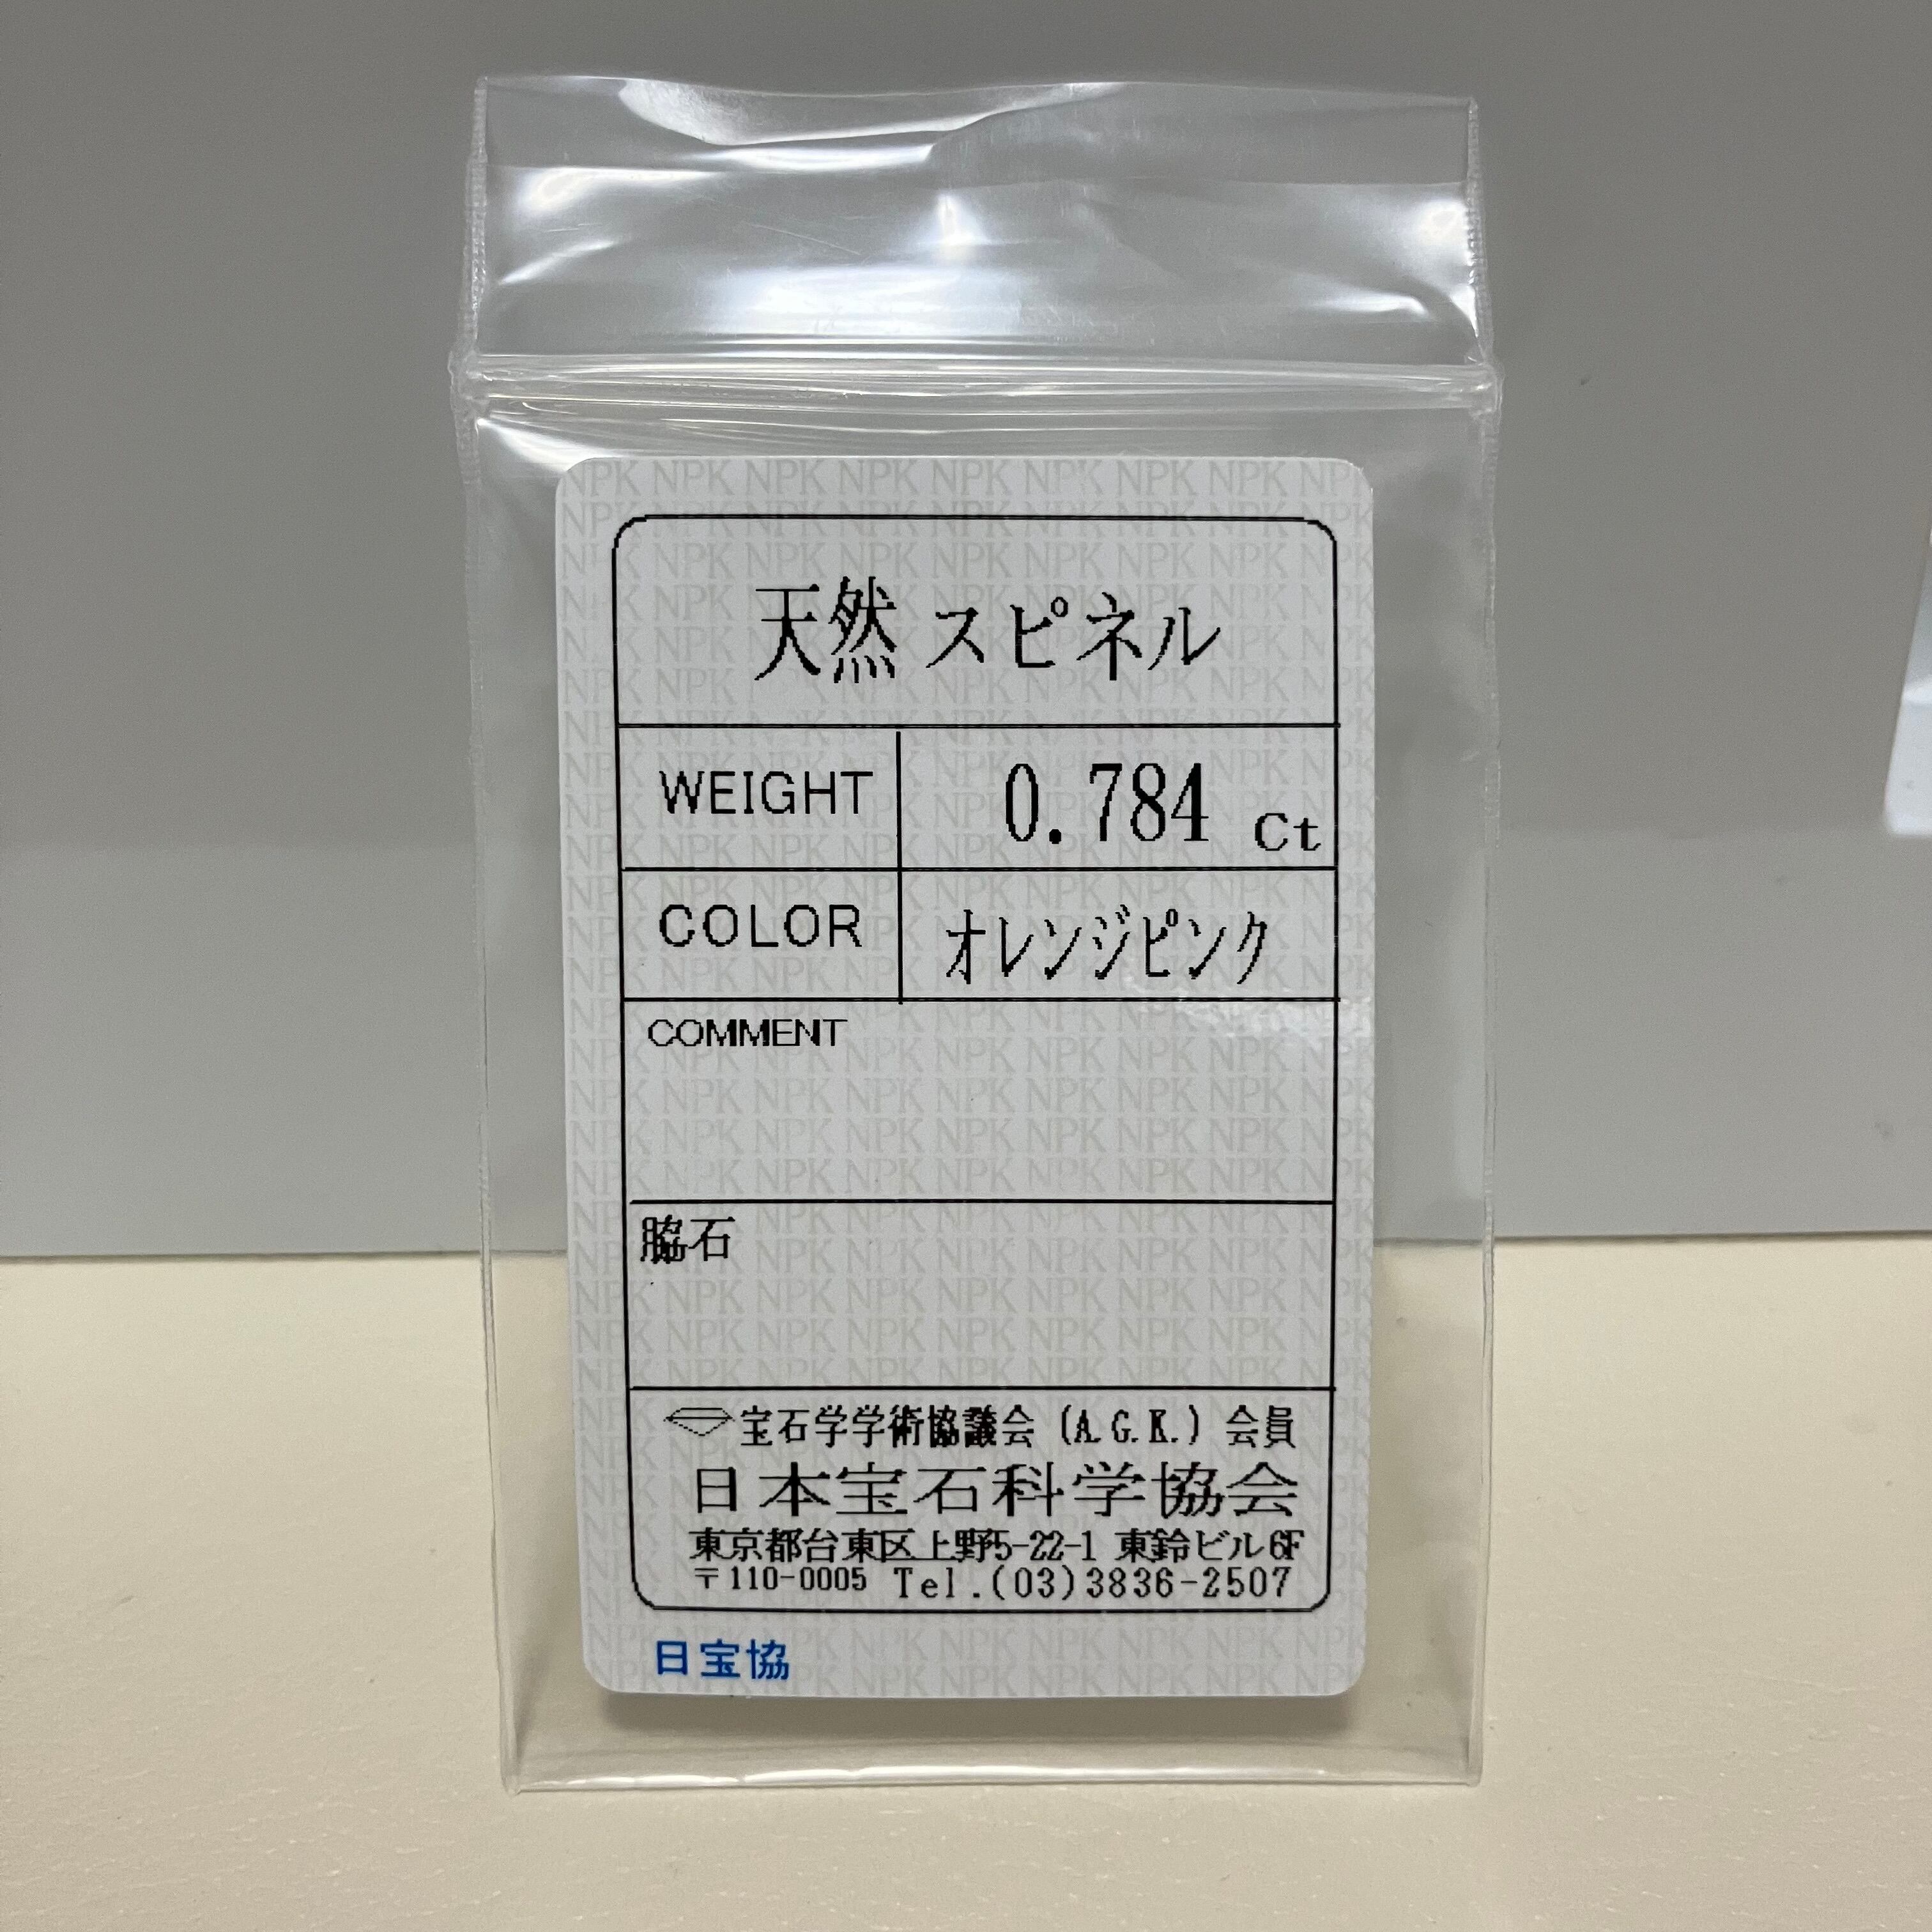 天然 スピネル
WEIGHT 0.784 Ct
COLOR オレンジピンク
COMMENT
脇石
宝石学学術協議会 (A.G.K.) 会員
日本宝石科学協会
東京都台東区上野5-22-1 東鈴ビル6F
〒110-0005 Tel.(03)3836-2507
日宝協